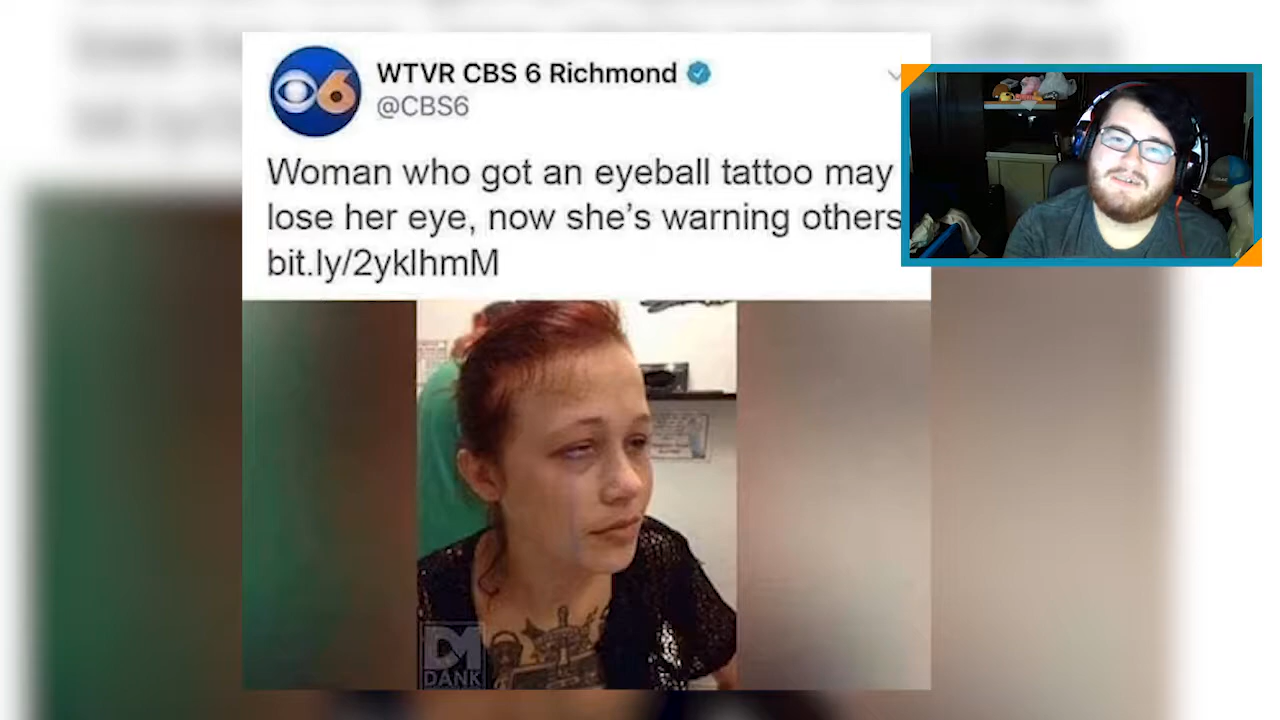 WTVR CBS 6 Richmond
@CBS6
Woman who got an eyeball tattoo may
lose her eye, now she's warning others
bit.ly/2yklhmM
DM
DANK